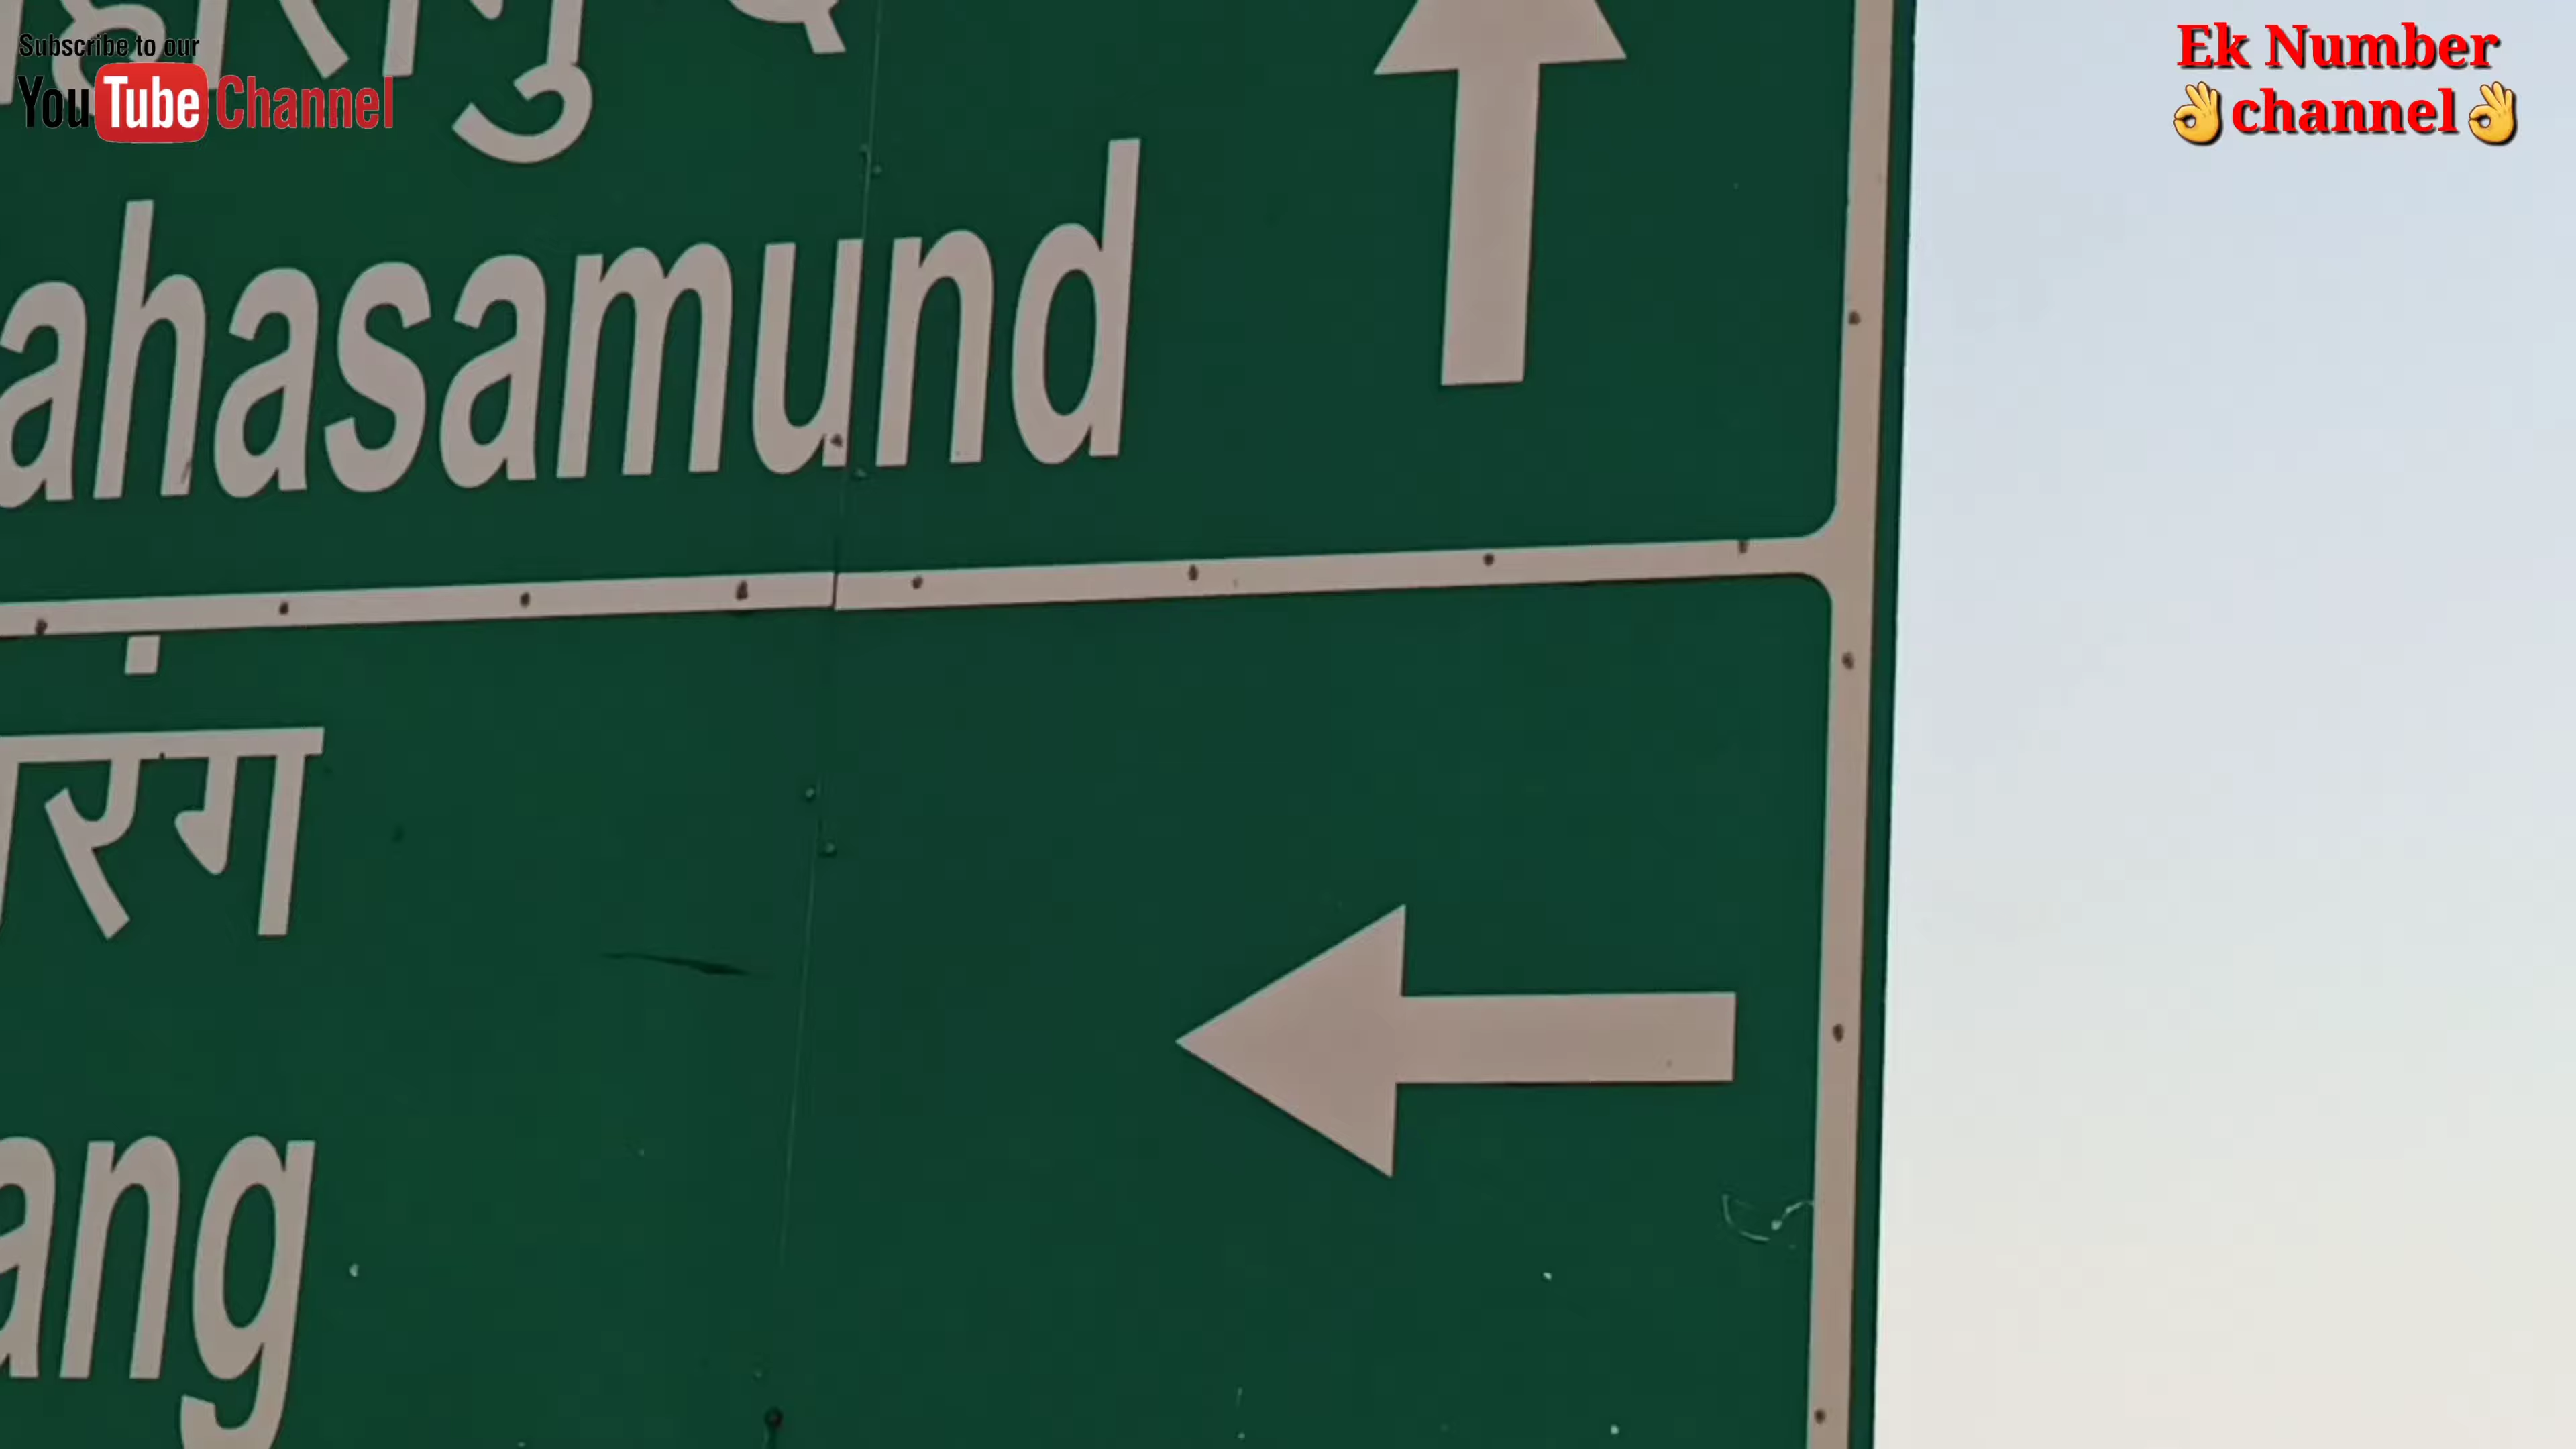 Subscribe to our
YouTube Channel
Ek Number
👌channel👌
ahasamund
रंग
ang